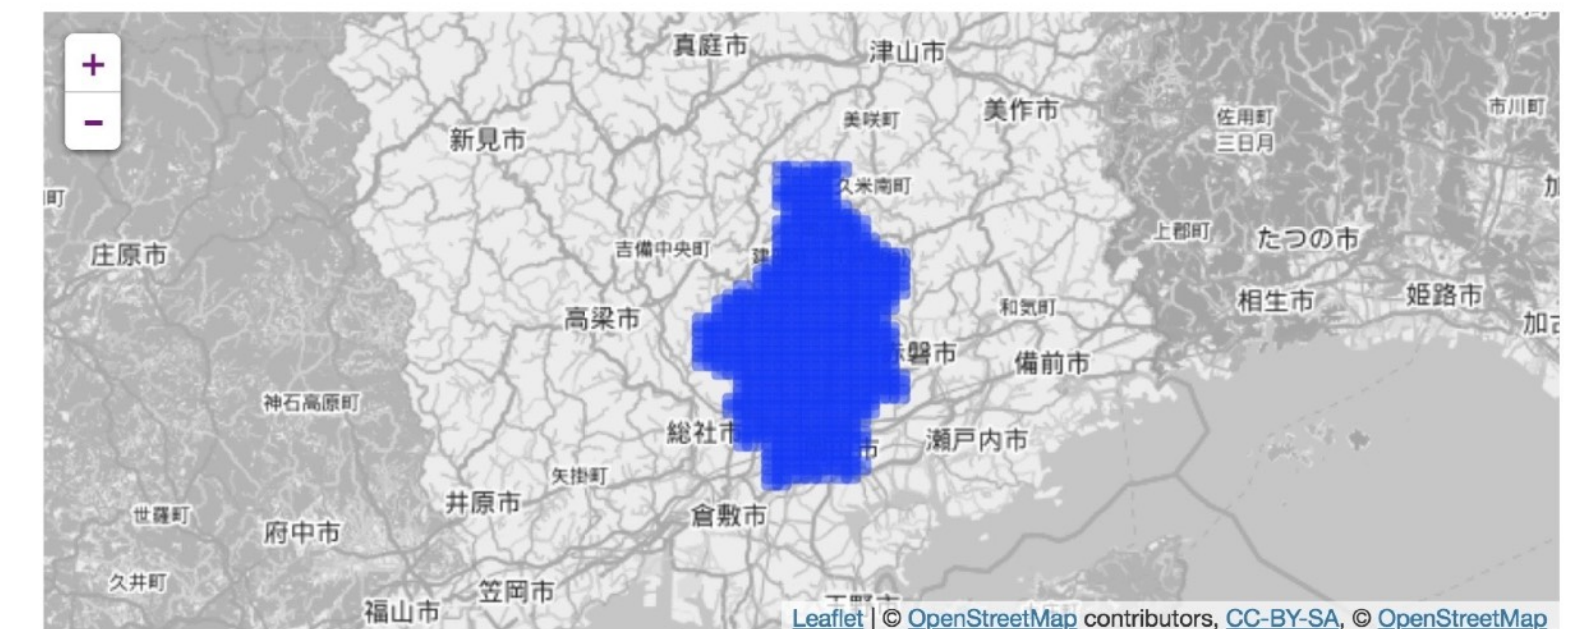 +
-
真庭市
津山市
美咲町
美作市
新見市
佐用町
三日月
市川町
久米南町
町
庄原市
吉備中央町
建
上郡町
たつの市
高梁市
和気町
相生市
姫路市
磐市
備前市
神石高原町
総社市
市
瀬戸内市
矢掛町
井原市
世羅町
府中市
倉敷市
久井町
笠岡市
福山市
Leaflet | © OpenStreetMap contributors, CC-BY-SA, © OpenStreetMap